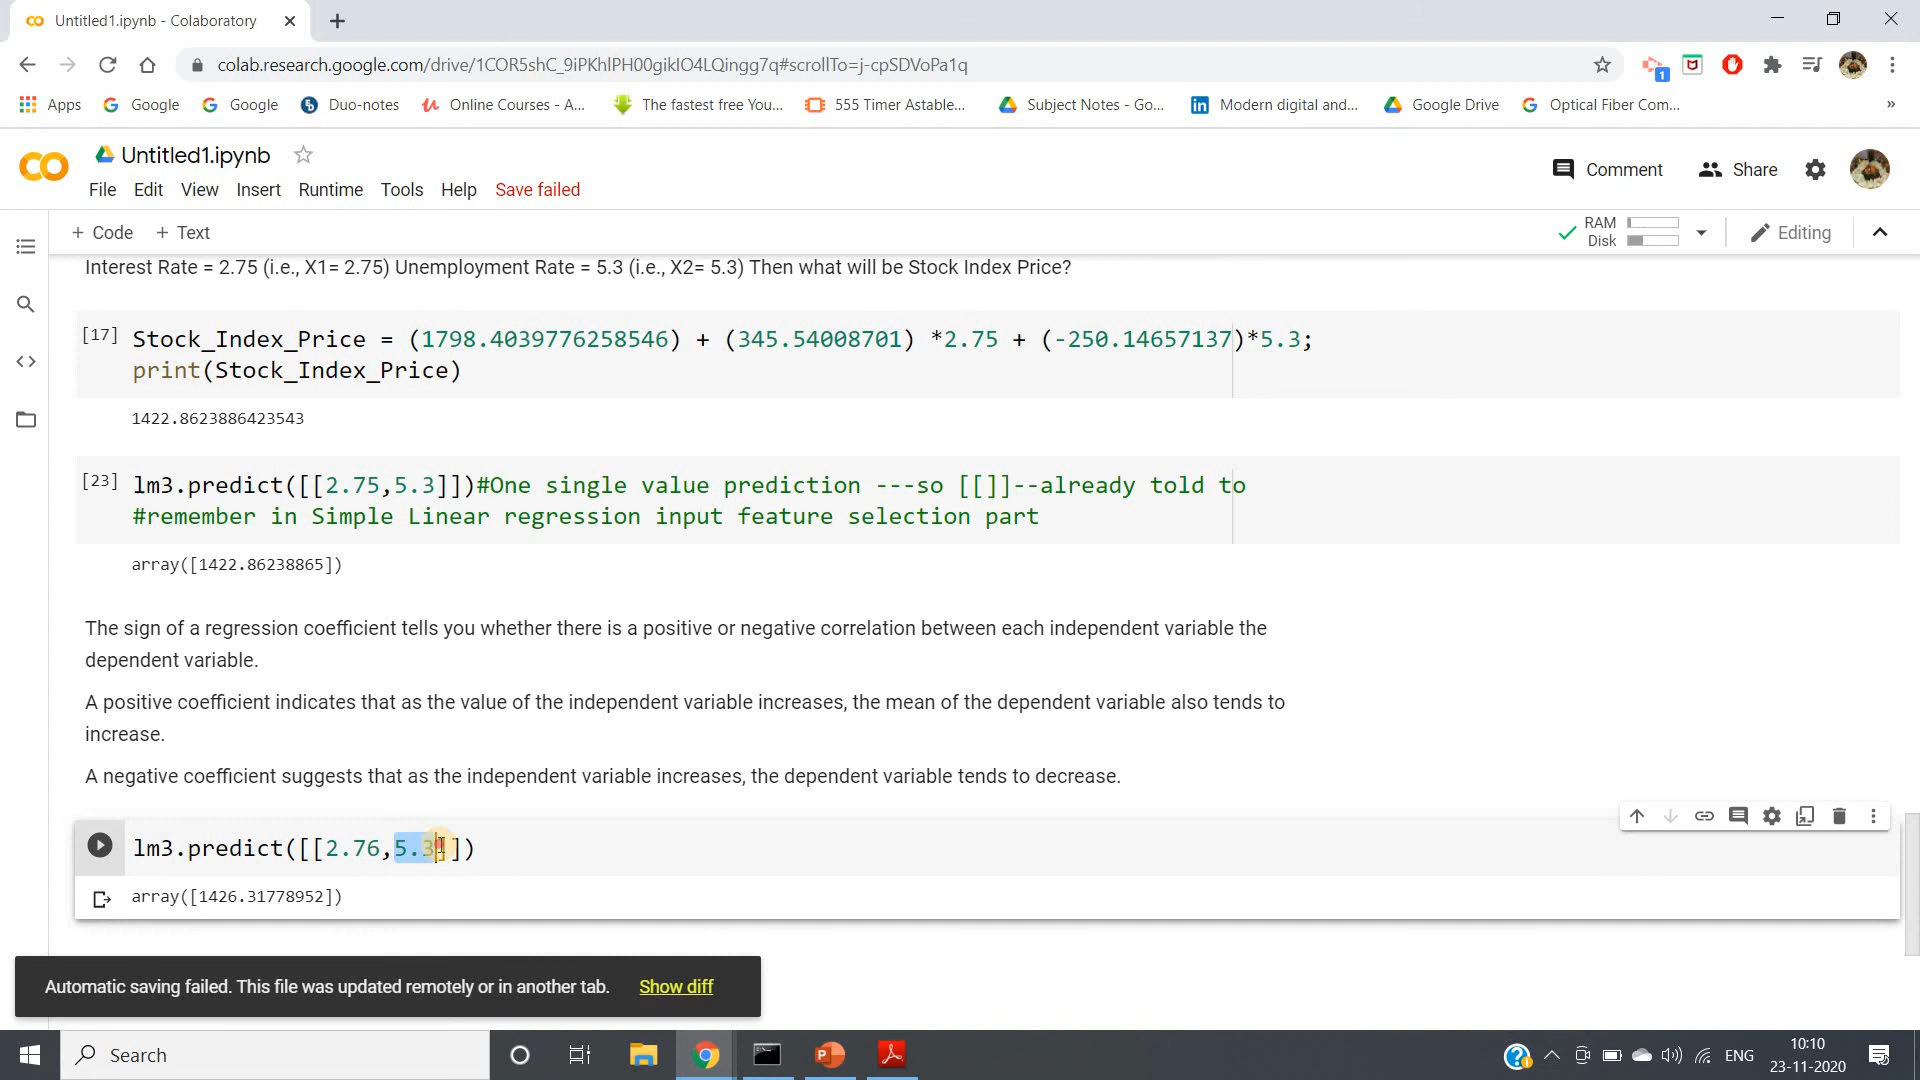 Untitled1.ipynb - Colaboratory
colab.research.google.com/drive/1COR5shC_9iPKhlPH00gikIO4LQingg7q#scrollTo=j-cpSDVoPa1q
1
Apps Google Google Duo-notes Online Courses - A... The fastest free You... 555 Timer Astable... Subject Notes - Go... Modern digital and... Google Drive Optical Fiber Com... »
Untitled1.ipynb
File Edit View Insert Runtime Tools Help Save failed
Comment Share
+ Code + Text
RAM
Disk
Editing
Interest Rate = 2.75 (i.e., X1= 2.75) Unemployment Rate = 5.3 (i.e., X2= 5.3) Then what will be Stock Index Price?
[17] Stock_Index_Price = (1798.4039776258546) + (345.54008701) *2.75 + (-250.14657137)*5.3;
print(Stock_Index_Price)
1422.8623886423543
[23] lm3.predict([[2.75,5.3]])#One single value prediction ---so [[]]--already told to
#remember in Simple Linear regression input feature selection part
array([1422.86238865])
The sign of a regression coefficient tells you whether there is a positive or negative correlation between each independent variable the
dependent variable.
A positive coefficient indicates that as the value of the independent variable increases, the mean of the dependent variable also tends to
increase.
A negative coefficient suggests that as the independent variable increases, the dependent variable tends to decrease.
lm3.predict([[2.76,5.3]])
array([1426.31778952])
Automatic saving failed. This file was updated remotely or in another tab. Show diff
Search
ENG
10:10
23-11-2020